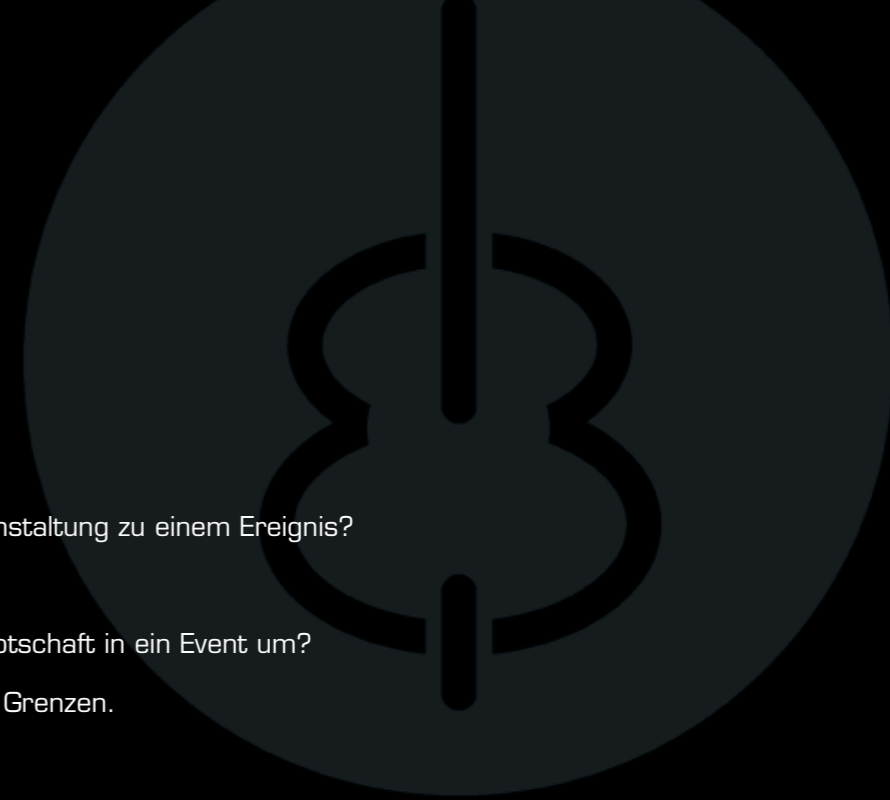 nstaltung zu einem Ereignis?
otschaft in ein Event um?
Grenzen.